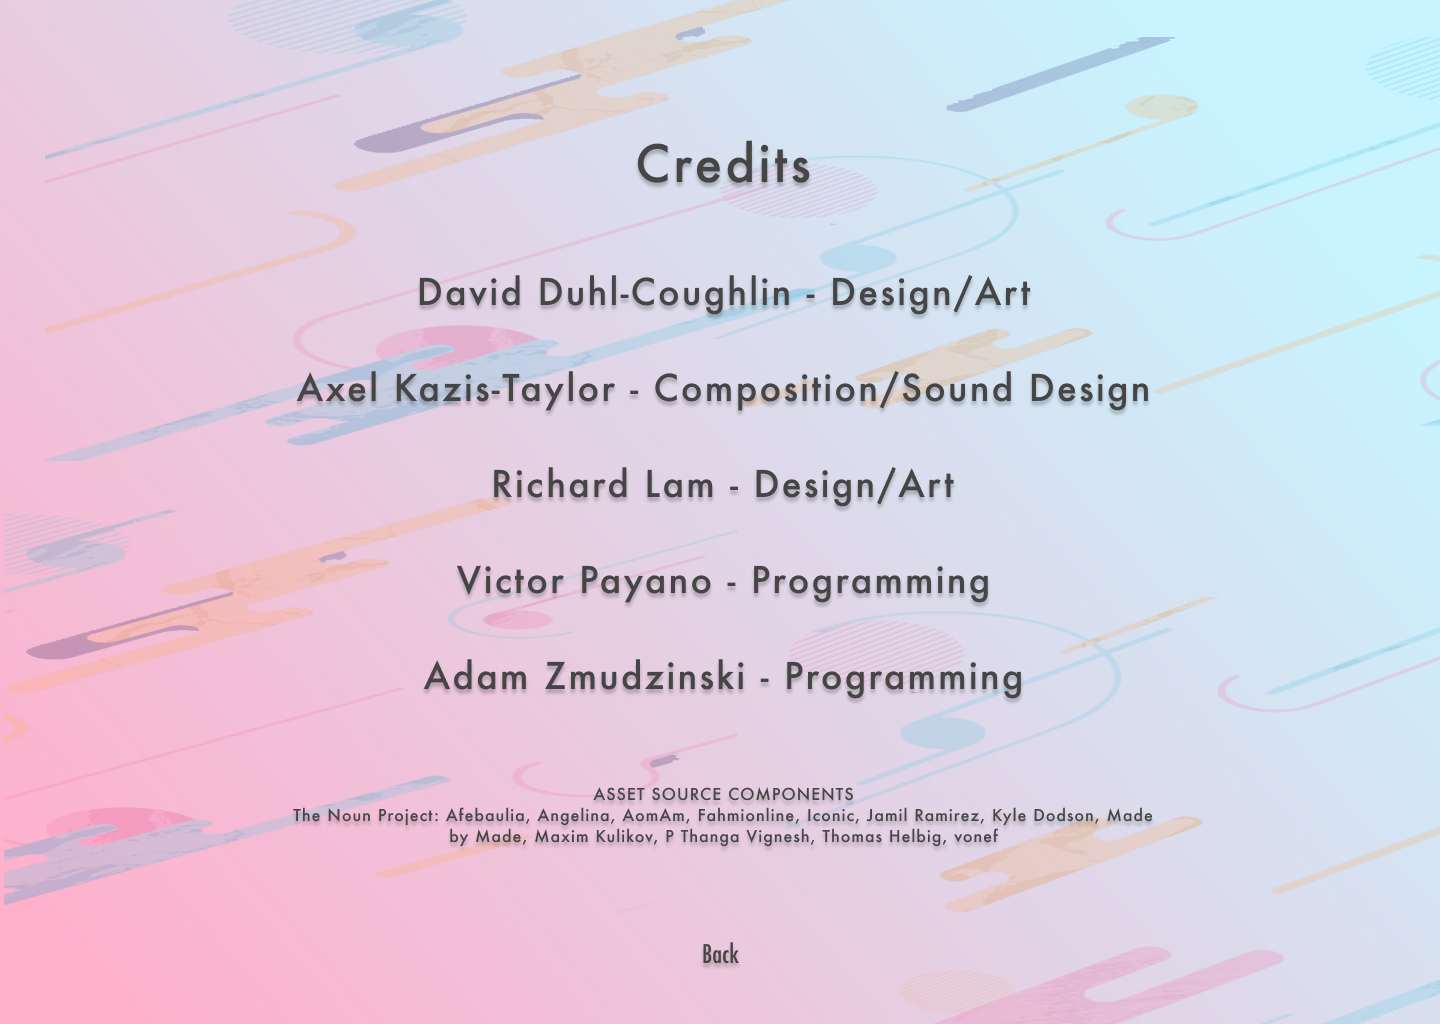 Credits
David Duhl-Coughlin - Design/Art
Axel Kazis-Taylor - Composition/Sound Design
Richard Lam - Design/Art
Victor Payano - Programming
Adam Zmudzinski - Programming
ASSET SOURCE COMPONENTS
The Noun Project: Afebaulia, Angelina, AomAm, Fahmionline, Iconic, Jamil Ramirez, Kyle Dodson, Made
by Made, Maxim Kulikov, P Thanga Vignesh, Thomas Helbig, vonef
Back